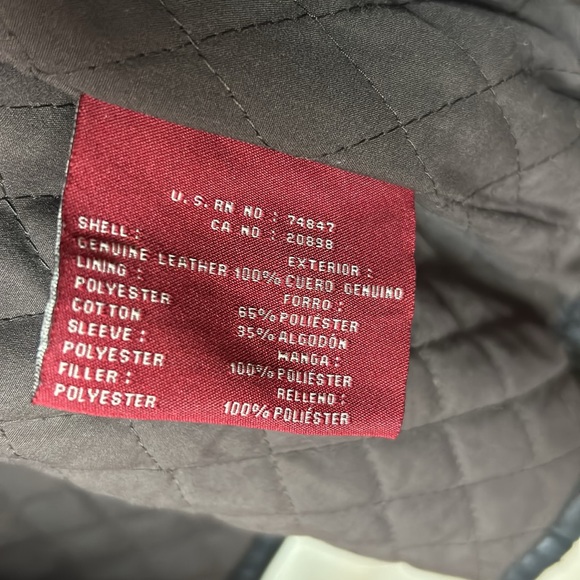 U.S. RN NO : 74847
CA NO : 20898
SHELL : EXTERIOR :
GENUINE LEATHER 100% CUERO GENUINO
LINING : FORRO :
POLYESTER 65% POLIÉSTER
COTTON 35% ALGODÓN
SLEEVE : MANGA :
POLYESTER 100% POLIÉSTER
FILLER : RELLENO :
POLYESTER 100% POLIÉSTER